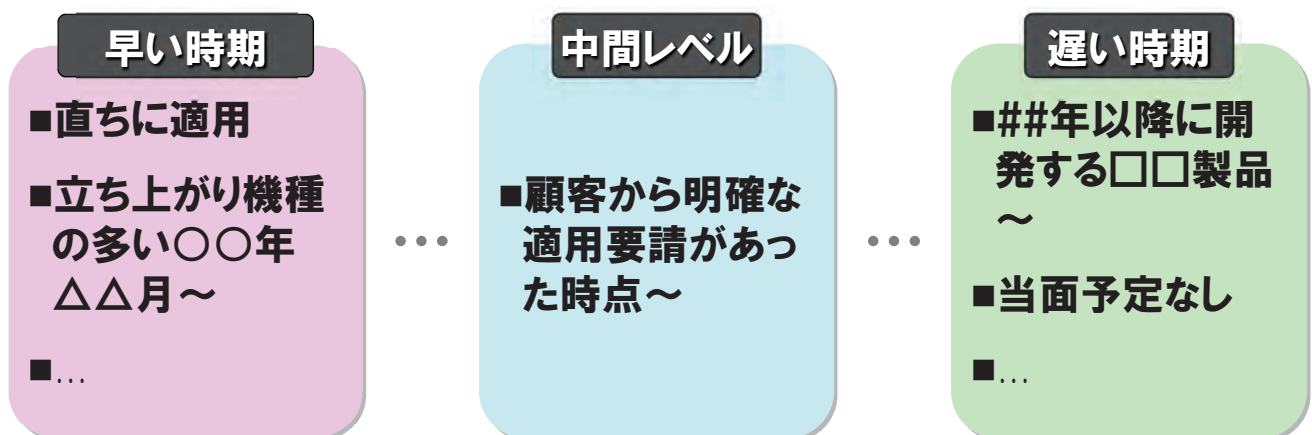 早い時期
■直ちに適用
■立ち上がり機種
の多い○○年
△△月～
■...
...
中間レベル
■顧客から明確な
適用要請があっ
た時点～
...
遅い時期
■##年以降に開
発する□□製品
～
■当面予定なし
■...